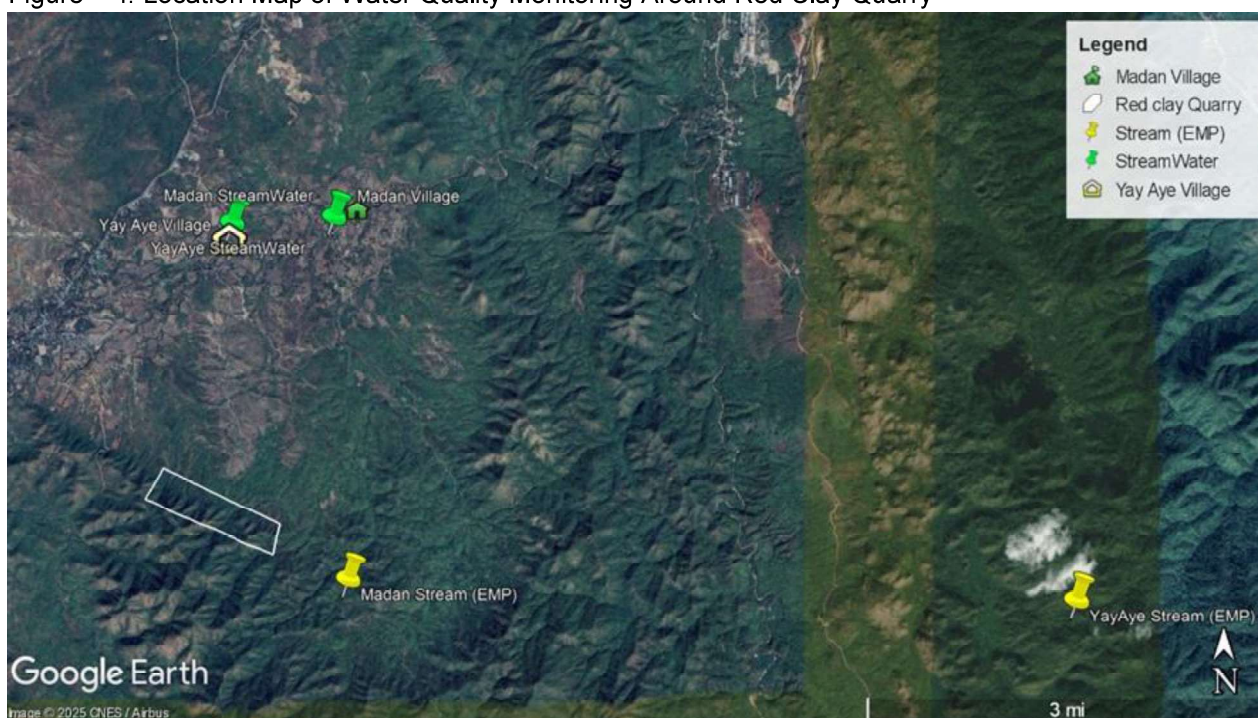 Figure - 4. Location Map of Water Quality Monitoring Around Red Clay Quarry
Legend
Madan Village
Red clay Quarry
Stream (EMP)
StreamWater
Yay Aye Village
Madan StreamWater
Madan Village
Yay Aye Village
YayAye StreamWater
Madan Stream (EMP)
YayAye Stream (EMP)
Google Earth
N
Image © 2025 CNES / Airbus
3 mi